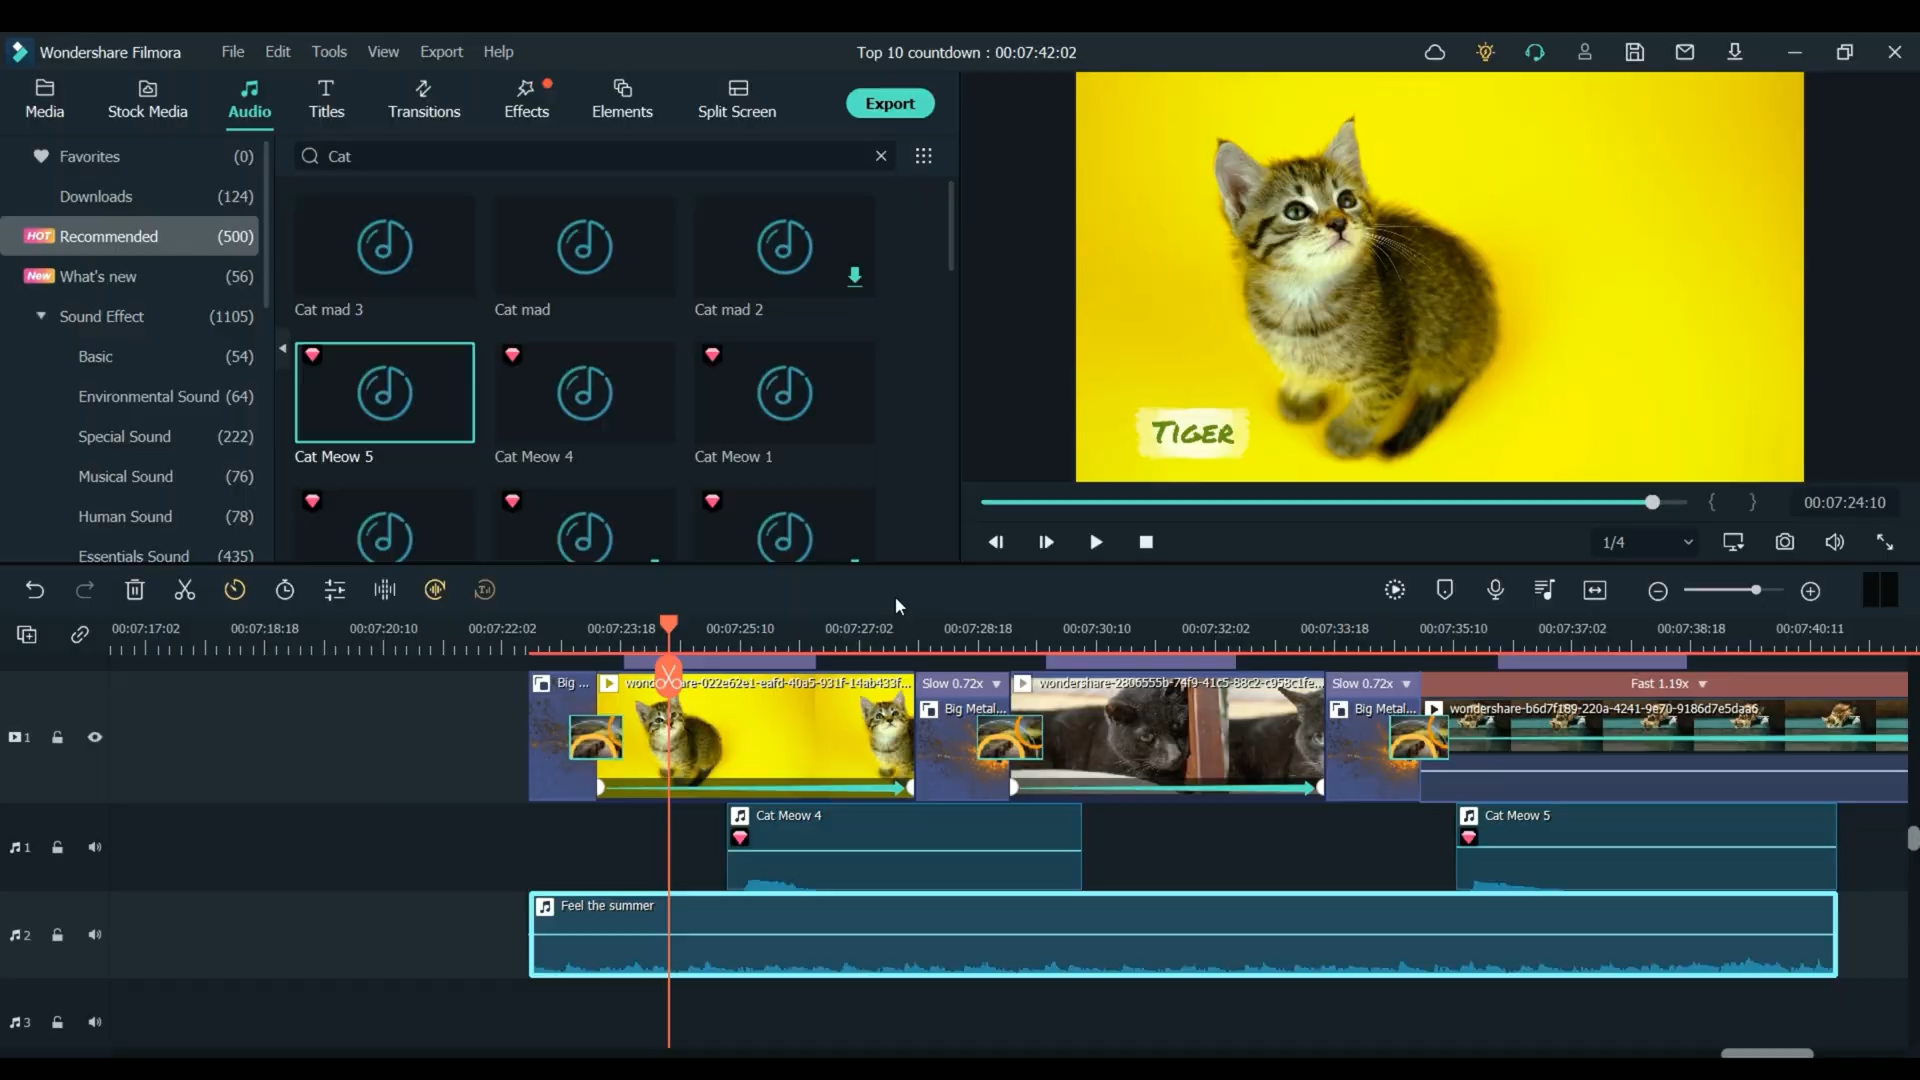 Wondershare Filmora
File Edit Tools View Export Help
Top 10 countdown : 00:07:42:02
Media Stock Media Audio Titles Transitions Effects Elements Split Screen
Export
Favorites (0)
Downloads (124)
HOT Recommended (500)
New What's new (56)
Sound Effect (1105)
Basic (54)
Environmental Sound (64)
Special Sound (222)
Musical Sound (76)
Human Sound (78)
Essentials Sound (435)
Cat
Cat mad 3 Cat mad Cat mad 2
Cat Meow 5 Cat Meow 4 Cat Meow 1
TIGER
00:07:24:10
1/4
00:07:17:02 00:07:18:18 00:07:20:10 00:07:22:02 00:07:23:18 00:07:25:10 00:07:27:02 00:07:28:18 00:07:30:10 00:07:32:02 00:07:33:18 00:07:35:10 00:07:37:02 00:07:38:18 00:07:40:11
Big ... Slow 0.72x Slow 0.72x Fast 1.19x
Big Metal... Big Metal... wondershare-b6d7f189-220a-4241-9e70-9186d7e5daa6
1
Cat Meow 4 Cat Meow 5
1
Feel the summer
2
3